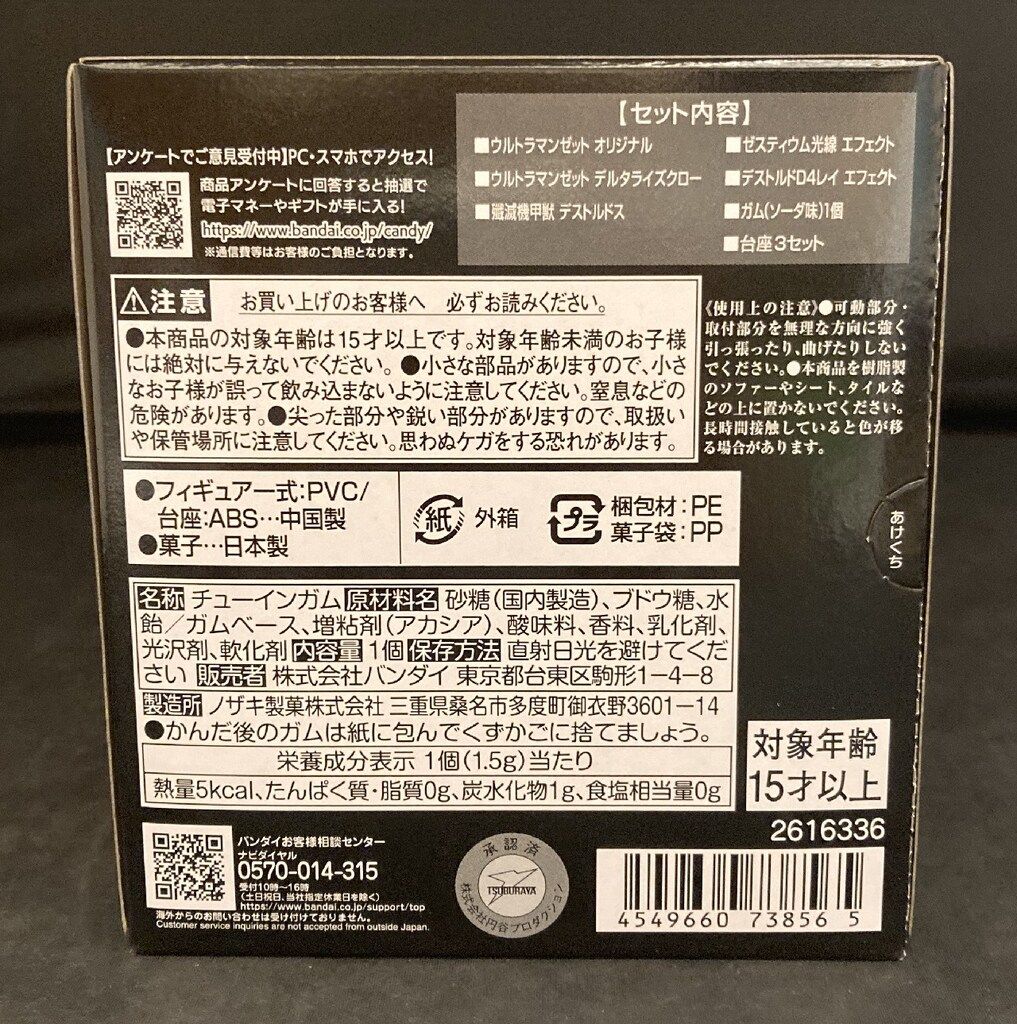 【アンケートでご意見受付中】PC・スマホでアクセス!
商品アンケートに回答すると抽選で
電子マネーやギフトが手に入る!
https://www.bandai.co.jp/candy/
※通信費等はお客様のご負担となります。
【セット内容】
■ウルトラマンゼット オリジナル
■ウルトラマンゼット デルタライズクロー
■殲滅機甲獣 デストルドス
■ゼスティウム光線 エフェクト
■デストルドD4レイ エフェクト
■ガム(ソーダ味)1個
■台座3セット
注意 お買い上げのお客様へ 必ずお読みください。
●本商品の対象年齢は15才以上です。対象年齢未満のお子様
には絶対に与えないでください。●小さな部品がありますので、小さ
なお子様が誤って飲み込まないように注意してください。窒息などの
危険があります。●尖った部分や鋭い部分がありますので、取扱い
や保管場所に注意してください。思わぬケガをする恐れがあります。
《使用上の注意》●可動部分・
取付部分を無理な方向に強く
引っ張ったり、曲げたりしない
でください。●本商品を樹脂製
のソファーやシート、タイルな
どの上に置かないでください。
長時間接触していると色が移
る場合があります。
●フィギュア一式:PVC/
台座:ABS…中国製
●菓子…日本製
紙 外箱
プラ 梱包材:PE
菓子袋:PP
あけくち
名称 チューインガム 原材料名 砂糖(国内製造)、ブドウ糖、水
飴/ガムベース、増粘剤(アカシア)、酸味料、香料、乳化剤、
光沢剤、軟化剤 内容量 1個 保存方法 直射日光を避けてくだ
さい 販売者 株式会社バンダイ 東京都台東区駒形1-4-8
製造所 ノザキ製菓株式会社 三重県桑名市多度町御衣野3601-14
●かんだ後のガムは紙に包んでくずかごに捨てましょう。
栄養成分表示 1個(1.5g)当たり
熱量5kcal、たんぱく質・脂質0g、炭水化物1g、食塩相当量0g
対象年齢
15才以上
2616336
バンダイお客様相談センター
ナビダイヤル
0570-014-315
受付10時〜16時
(土日祝日、当社指定休業日を除く)
https://www.bandai.co.jp/support/top
海外からのお問い合わせは受け付けておりません。
Customer service inquiries are not accepted from outside Japan.
承認済
TSUBURAYA
株式会社円谷プロダクション
4549660 73856 5